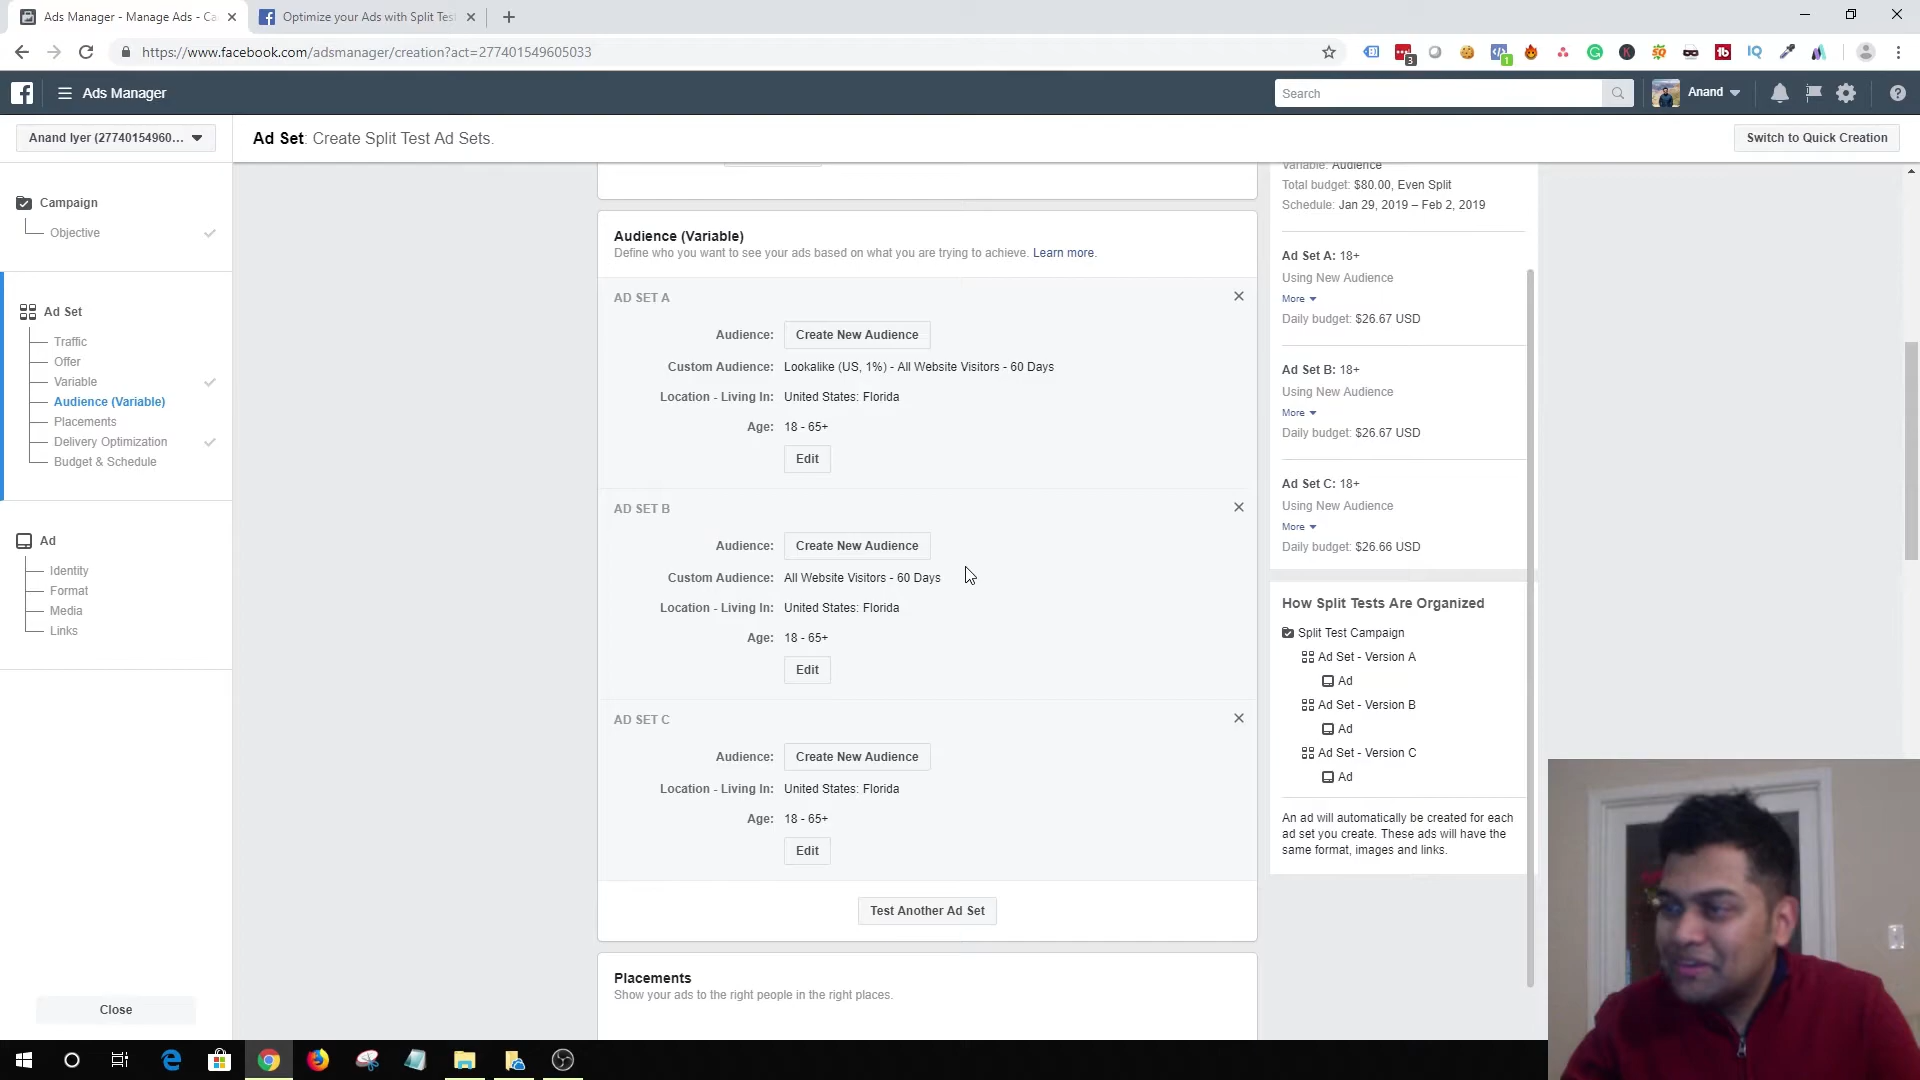 Ads Manager - Manage Ads - Ca
Optimize your Ads with Split Test
https://www.facebook.com/adsmanager/creation?act=277401549605033
3
1
Ads Manager
Search
Anand
Anand Iyer (27740154960...
Ad Set: Create Split Test Ad Sets.
Switch to Quick Creation
Campaign
Objective
Ad Set
Traffic
Offer
Variable
Audience (Variable)
Placements
Delivery Optimization
Budget & Schedule
Ad
Identity
Format
Media
Links
Close
Audience (Variable)
Define who you want to see your ads based on what you are trying to achieve. Learn more.
AD SET A
Audience: Create New Audience
Custom Audience: Lookalike (US, 1%) - All Website Visitors - 60 Days
Location - Living In: United States: Florida
Age: 18 - 65+
Edit
AD SET B
Audience: Create New Audience
Custom Audience: All Website Visitors - 60 Days
Location - Living In: United States: Florida
Age: 18 - 65+
Edit
AD SET C
Audience: Create New Audience
Location - Living In: United States: Florida
Age: 18 - 65+
Edit
Test Another Ad Set
Placements
Show your ads to the right people in the right places.
Variable: Audience
Total budget: $80.00, Even Split
Schedule: Jan 29, 2019 – Feb 2, 2019
Ad Set A: 18+
Using New Audience
More
Daily budget: $26.67 USD
Ad Set B: 18+
Using New Audience
More
Daily budget: $26.67 USD
Ad Set C: 18+
Using New Audience
More
Daily budget: $26.66 USD
How Split Tests Are Organized
Split Test Campaign
Ad Set - Version A
Ad
Ad Set - Version B
Ad
Ad Set - Version C
Ad
An ad will automatically be created for each
ad set you create. These ads will have the
same format, images and links.